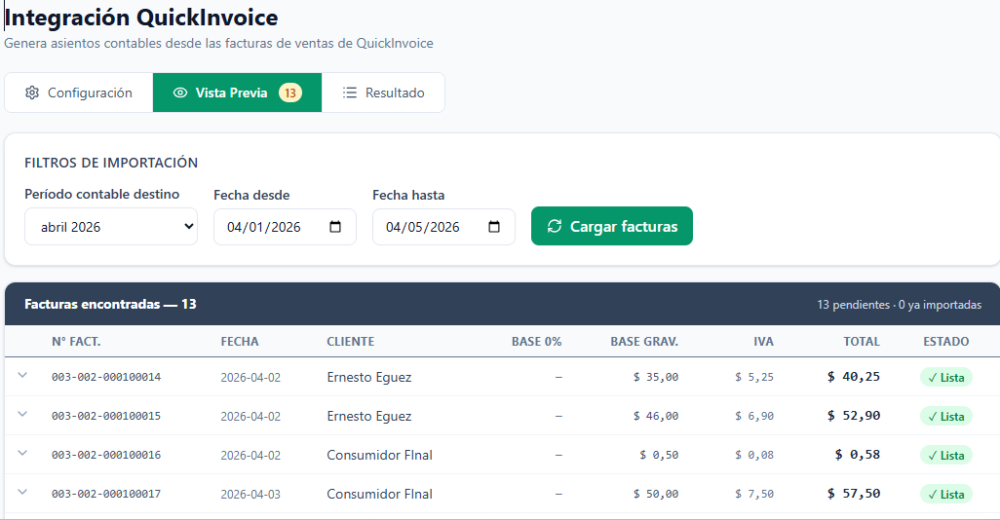 Integración QuickInvoice
Genera asientos contables desde las facturas de ventas de QuickInvoice
Configuración Vista Previa 13 Resultado
FILTROS DE IMPORTACIÓN
Período contable destino Fecha desde Fecha hasta
abril 2026 04/01/2026 04/05/2026 Cargar facturas
Facturas encontradas — 13 13 pendientes · 0 ya importadas
N° FACT. FECHA CLIENTE BASE 0% BASE GRAV. IVA TOTAL ESTADO
003-002-000100014 2026-04-02 Ernesto Eguez — $ 35,00 $ 5,25 $ 40,25 ✓ Lista
003-002-000100015 2026-04-02 Ernesto Eguez — $ 46,00 $ 6,90 $ 52,90 ✓ Lista
003-002-000100016 2026-04-02 Consumidor FInal — $ 0,50 $ 0,08 $ 0,58 ✓ Lista
003-002-000100017 2026-04-03 Consumidor FInal — $ 50,00 $ 7,50 $ 57,50 ✓ Lista